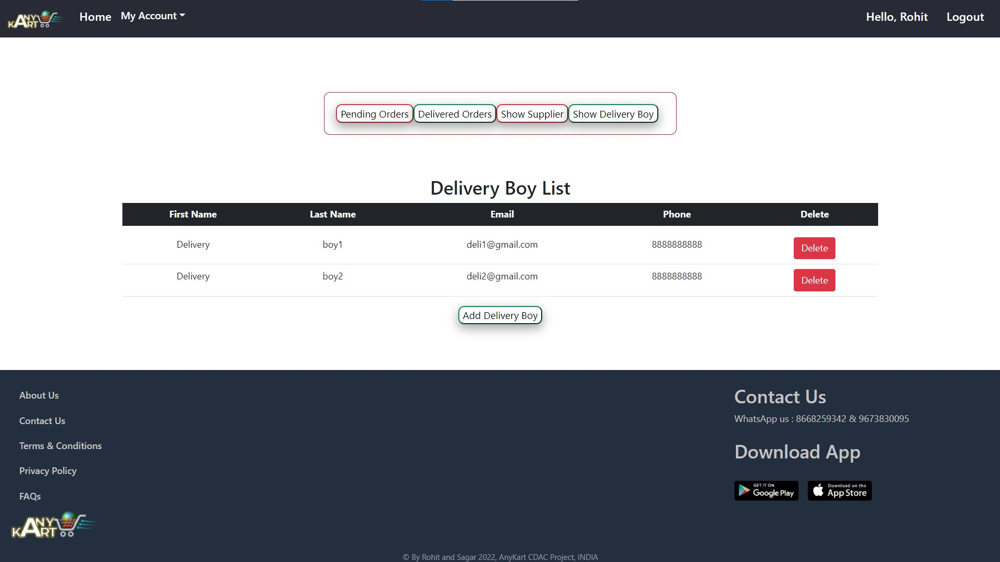 ANY KART Home My Account Hello, Rohit Logout
Pending Orders Delivered Orders Show Supplier Show Delivery Boy
Delivery Boy List
First Name Last Name Email Phone Delete
Delivery boy1 deli1@gmail.com 8888888888 Delete
Delivery boy2 deli2@gmail.com 8888888888 Delete
Add Delivery Boy
About Us
Contact Us
Terms & Conditions
Privacy Policy
FAQs
ANY KART
Contact Us
WhatsApp us : 8668259342 & 9673830095
Download App
GET IT ON Google Play
Download on the App Store
© By Rohit and Sagar 2022, AnyKart CDAC Project, INDIA